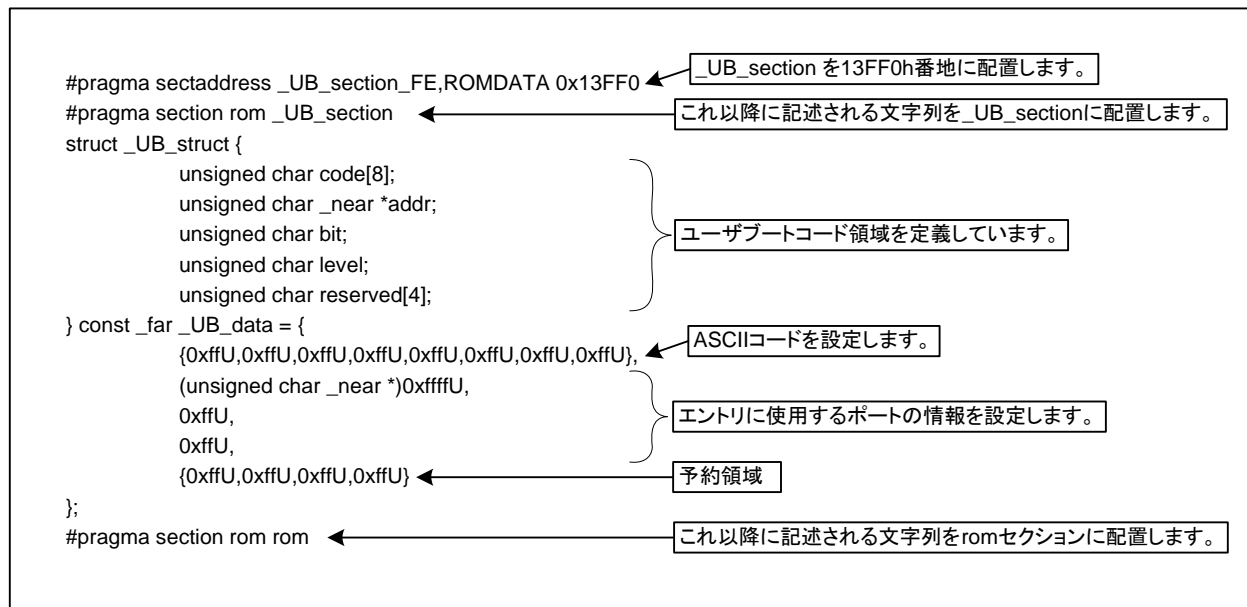 #pragma sectaddress _UB_section_FE,ROMDATA 0x13FF0
_UB_section を13FF0h番地に配置します。
#pragma section rom _UB_section
これ以降に記述される文字列を_UB_sectionに配置します。
struct _UB_struct {
unsigned char code[8];
unsigned char _near *addr;
unsigned char bit;
unsigned char level;
unsigned char reserved[4];
ユーザブートコード領域を定義しています。
} const _far _UB_data = {
{0xffU,0xffU,0xffU,0xffU,0xffU,0xffU,0xffU,0xffU},
ASCIIコードを設定します。
(unsigned char _near *)0xffffU,
0xffU,
0xffU,
エントリに使用するポートの情報を設定します。
{0xffU,0xffU,0xffU,0xffU}
予約領域
};
#pragma section rom rom
これ以降に記述される文字列をromセクションに配置します。